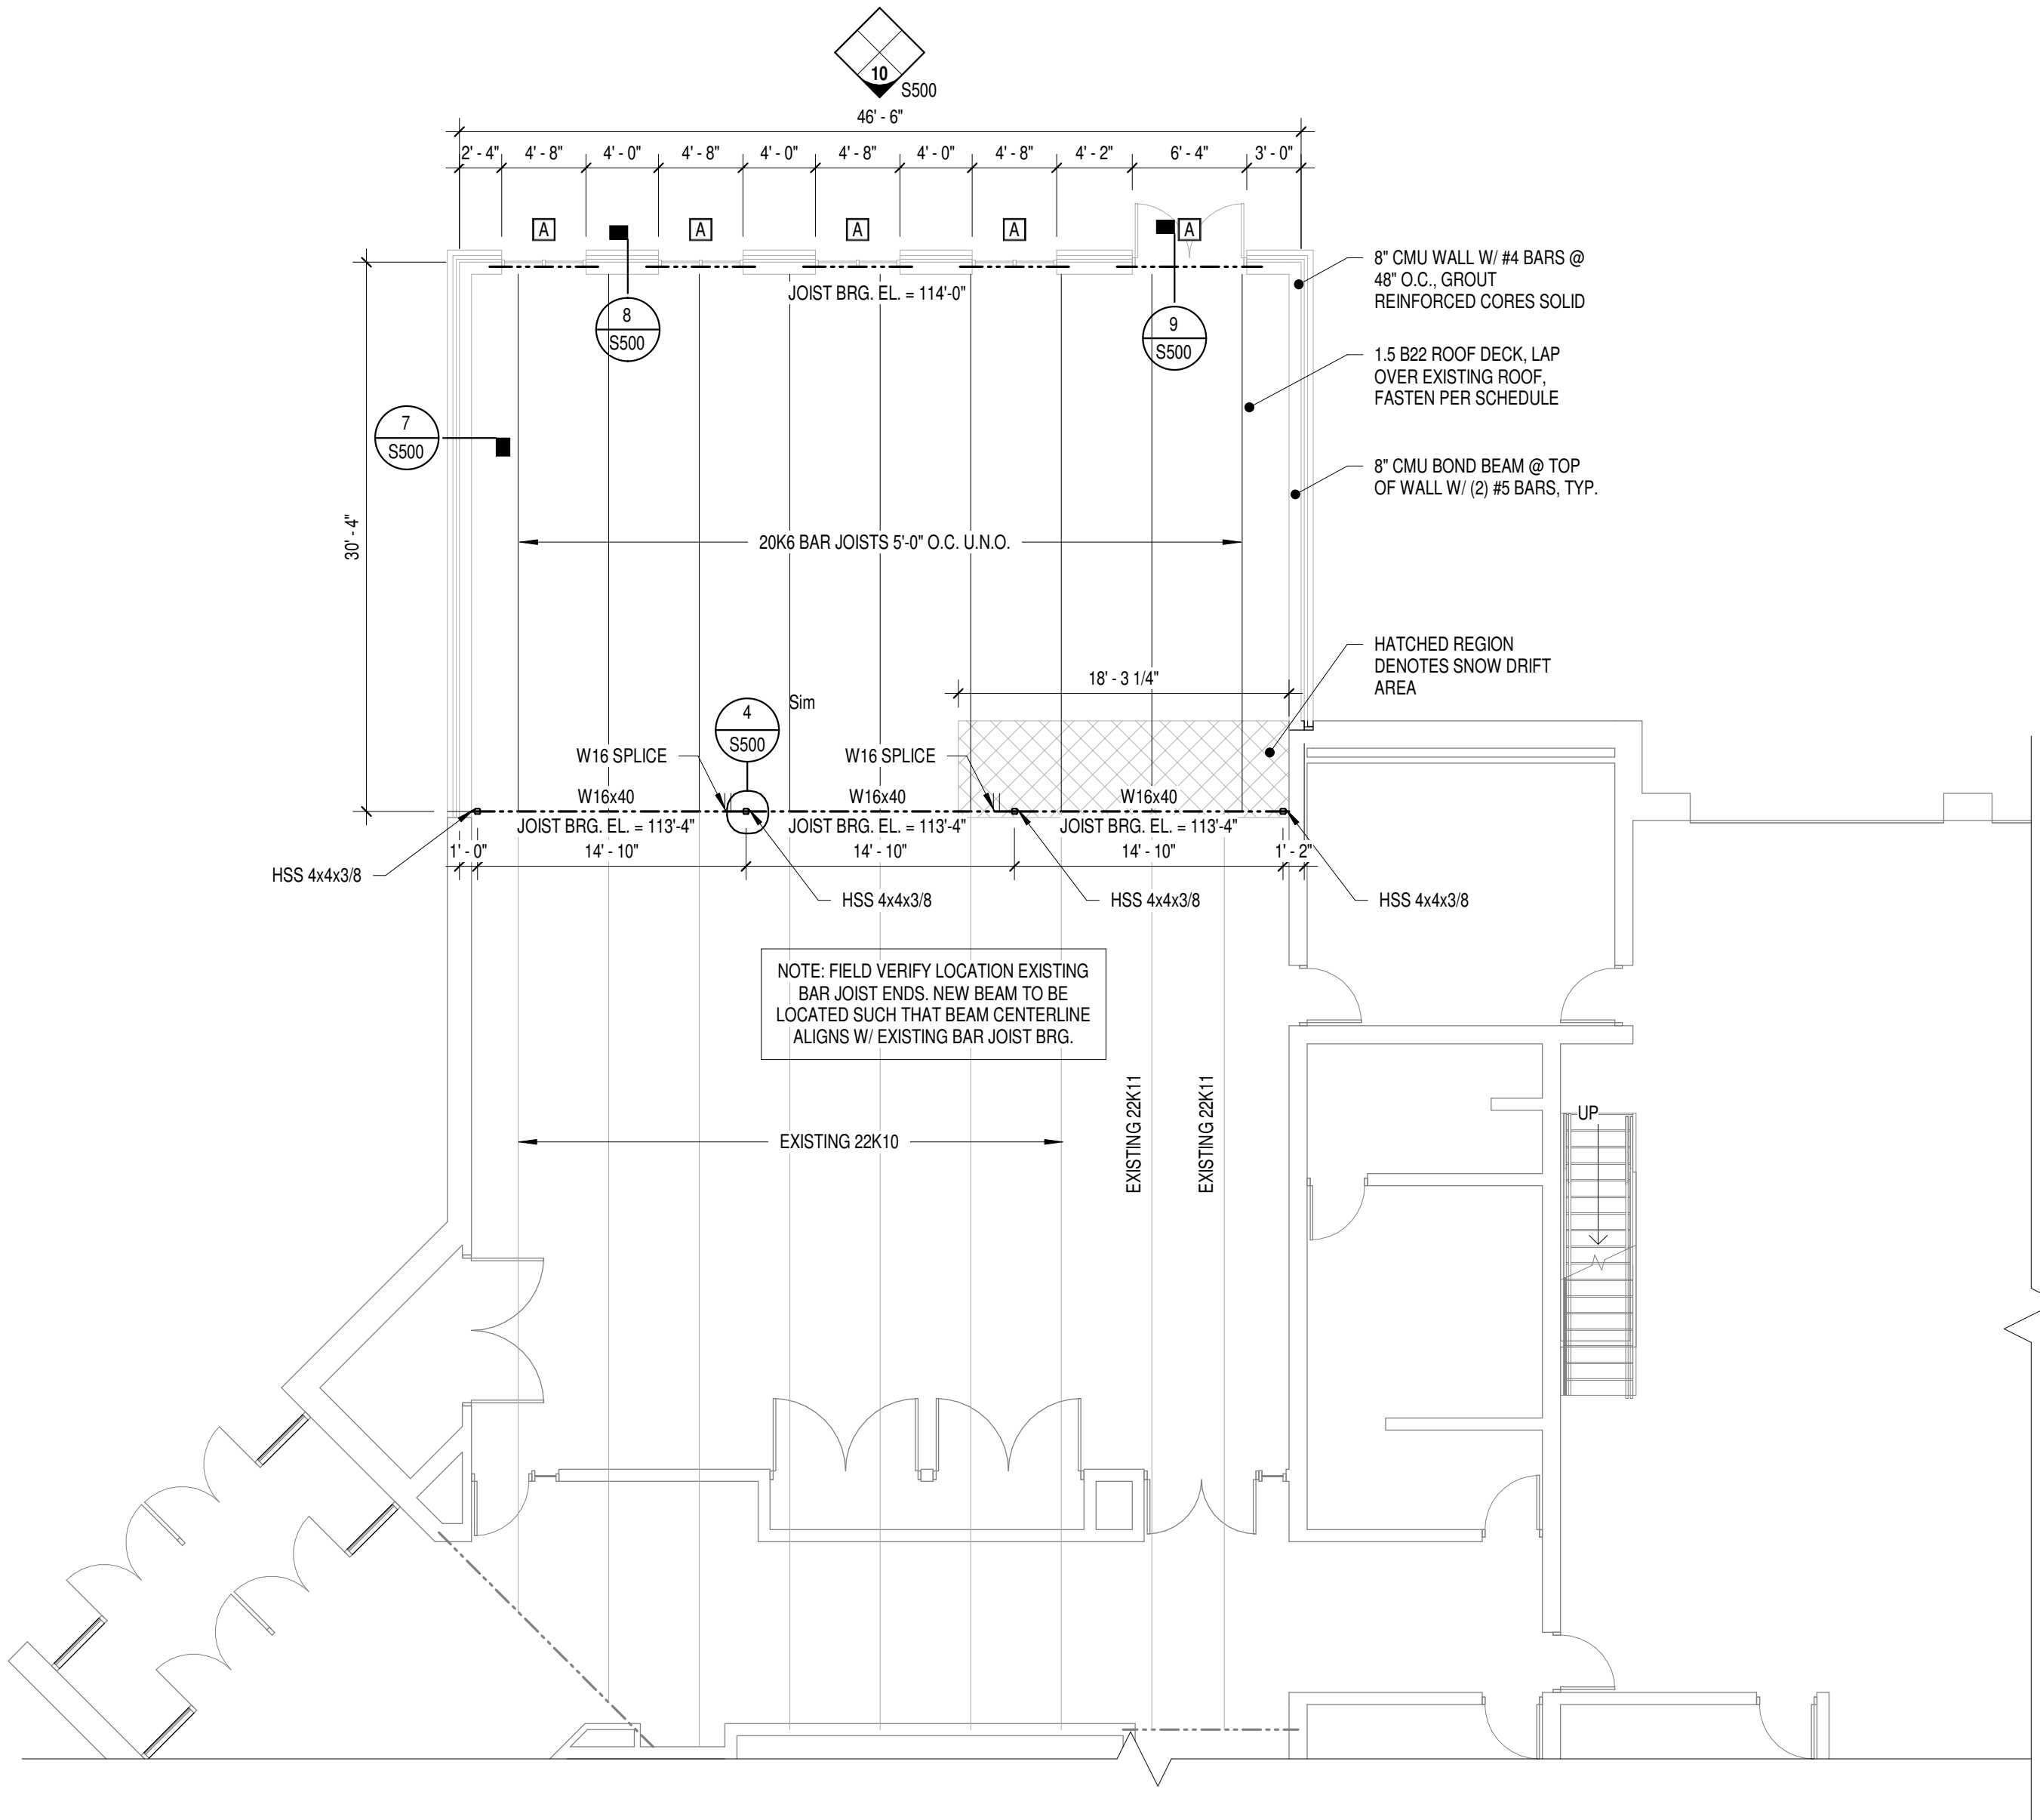 10
S500
46' - 6"
2' - 4" 4' - 8" 4' - 0" 4' - 8" 4' - 0" 4' - 8" 4' - 0" 4' - 8" 4' - 2" 6' - 4" 3' - 0"
A A A A A
8" CMU WALL W/ #4 BARS @
48" O.C., GROUT
REINFORCED CORES SOLID
JOIST BRG. EL. = 114'-0"
8
S500
9
S500
1.5 B22 ROOF DECK, LAP
OVER EXISTING ROOF,
FASTEN PER SCHEDULE
7
S500
8" CMU BOND BEAM @ TOP
OF WALL W/ (2) #5 BARS, TYP.
30' - 4"
20K6 BAR JOISTS 5'-0" O.C. U.N.O.
HATCHED REGION
DENOTES SNOW DRIFT
AREA
18' - 3 1/4"
4
S500
Sim
W16 SPLICE
W16 SPLICE
W16x40
W16x40
W16x40
JOIST BRG. EL. = 113'-4"
JOIST BRG. EL. = 113'-4"
JOIST BRG. EL. = 113'-4"
1' - 0" 14' - 10" 14' - 10" 14' - 10" 1' - 2"
HSS 4x4x3/8
HSS 4x4x3/8
HSS 4x4x3/8
HSS 4x4x3/8
NOTE: FIELD VERIFY LOCATION EXISTING
BAR JOIST ENDS. NEW BEAM TO BE
LOCATED SUCH THAT BEAM CENTERLINE
ALIGNS W/ EXISTING BAR JOIST BRG.
EXISTING 22K11
EXISTING 22K11
UP
EXISTING 22K10